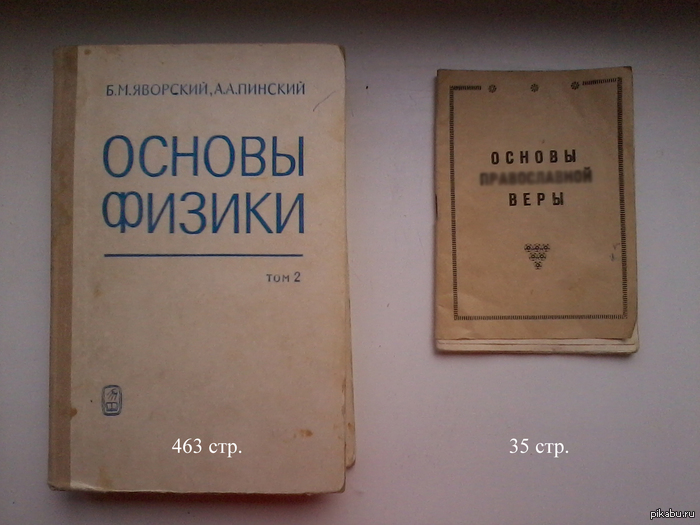 Б.М.ЯВОРСКИЙ, А.А.ПИНСКИЙ
ОСНОВЫ
ФИЗИКИ
ТОМ 2
463 стр.
ОСНОВЫ
ПРАВОСЛАВНОЙ
ВЕРЫ
35 стр.
pikabu.ru